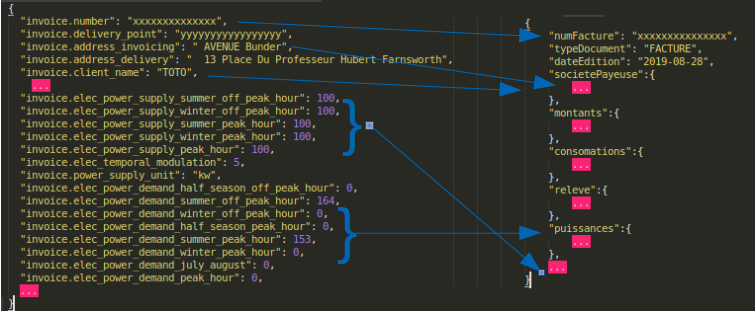 {
"invoice.number": "xxxxxxxxxxxxxx",
"invoice.delivery_point": "yyyyyyyyyyyyyyyyy",
"invoice.address_invoicing": " AVENUE Bunder",
"invoice.address_delivery": "  13 Place Du Professeur Hubert Farnsworth",
"invoice.client_name": "TOTO",
...
"invoice.elec_power_supply_summer_off_peak_hour": 100,
"invoice.elec_power_supply_winter_off_peak_hour": 100,
"invoice.elec_power_supply_summer_peak_hour": 100,
"invoice.elec_power_supply_winter_peak_hour": 100,
"invoice.elec_power_supply_peak_hour": 100,
"invoice.elec_temporal_modulation": 5,
"invoice.power_supply_unit": "kw",
"invoice.elec_power_demand_half_season_off_peak_hour": 0,
"invoice.elec_power_demand_summer_off_peak_hour": 164,
"invoice.elec_power_demand_winter_off_peak_hour": 0,
"invoice.elec_power_demand_half_season_peak_hour": 0,
"invoice.elec_power_demand_summer_peak_hour": 153,
"invoice.elec_power_demand_winter_peak_hour": 0,
"invoice.elec_power_demand_july_august": 0,
"invoice.elec_power_demand_peak_hour": 0,
...
}
{
"numFacture": "xxxxxxxxxxxxxxx",
"typeDocument": "FACTURE",
"dateEdition": "2019-08-28",
"societePayeuse":{
...
},
"montants":{
...
},
"consomations":{
...
},
"releve":{
...
},
"puissances":{
...
},
...
}